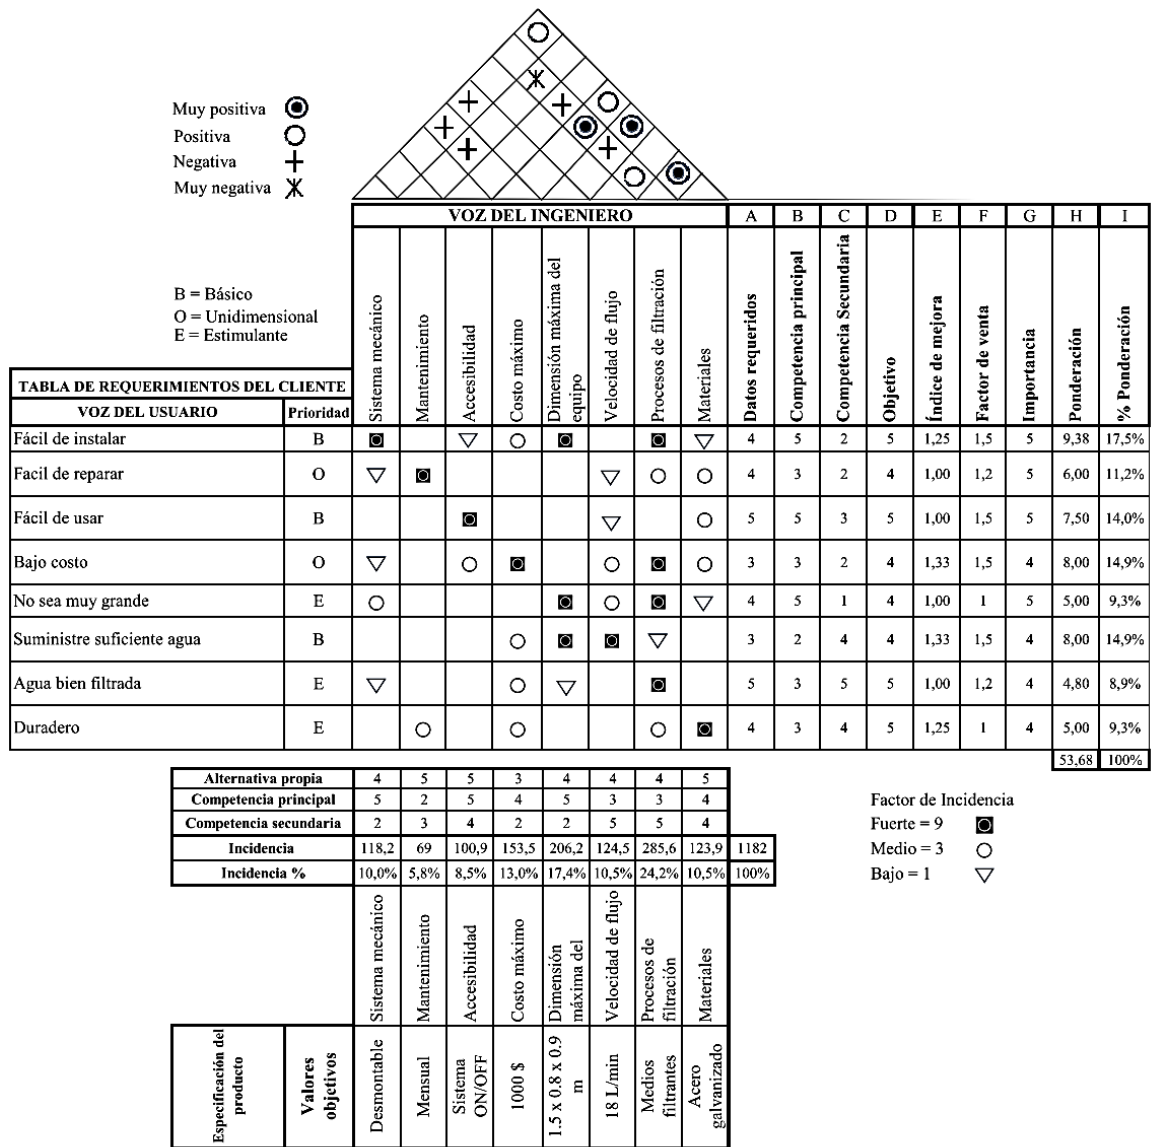 Muy positiva
Positiva
Negativa
Muy negativa
B = Básico
O = Unidimensional
E = Estimulante
VOZ DEL INGENIERO A B C D E F G H I
Sistema mecánico
Mantenimiento
Accesibilidad
Costo máximo
Dimensión máxima del
equipo
Velocidad de flujo
Procesos de filtración
Materiales
Datos requeridos
Competencia principal
Competencia Secundaria
Objetivo
Índice de mejora
Factor de venta
Importancia
Ponderación
% Ponderación
TABLA DE REQUERIMIENTOS DEL CLIENTE
VOZ DEL USUARIO Prioridad
Fácil de instalar B 4 5 2 5 1,25 1,5 5 9,38 17,5%
Facil de reparar O 4 3 2 4 1,00 1,2 5 6,00 11,2%
Fácil de usar B 5 5 3 5 1,00 1,5 5 7,50 14,0%
Bajo costo O 3 3 2 4 1,33 1,5 4 8,00 14,9%
No sea muy grande E 4 5 1 4 1,00 1 5 5,00 9,3%
Suministre suficiente agua B 3 2 4 4 1,33 1,5 4 8,00 14,9%
Agua bien filtrada E 5 3 5 5 1,00 1,2 4 4,80 8,9%
Duradero E 4 3 4 5 1,25 1 4 5,00 9,3%
53,68 100%
Alternativa propia 4 5 5 3 4 4 4 5
Competencia principal 5 2 5 4 5 3 3 4
Competencia secundaria 2 3 4 2 2 5 5 4
Incidencia 118,2 69 100,9 153,5 206,2 124,5 285,6 123,9 1182
Incidencia % 10,0% 5,8% 8,5% 13,0% 17,4% 10,5% 24,2% 10,5% 100%
Factor de Incidencia
Fuerte = 9
Medio = 3
Bajo = 1
Sistema mecánico
Mantenimiento
Accesibilidad
Costo máximo
Dimensión
máxima del
Velocidad de flujo
Procesos de
filtración
Materiales
Especificación del
producto
Valores
objetivos
Desmontable
Mensual
Sistema
ON/OFF
1000 $
1.5 x 0.8 x 0.9
m
18 L/min
Medios
filtrantes
Acero
galvanizado